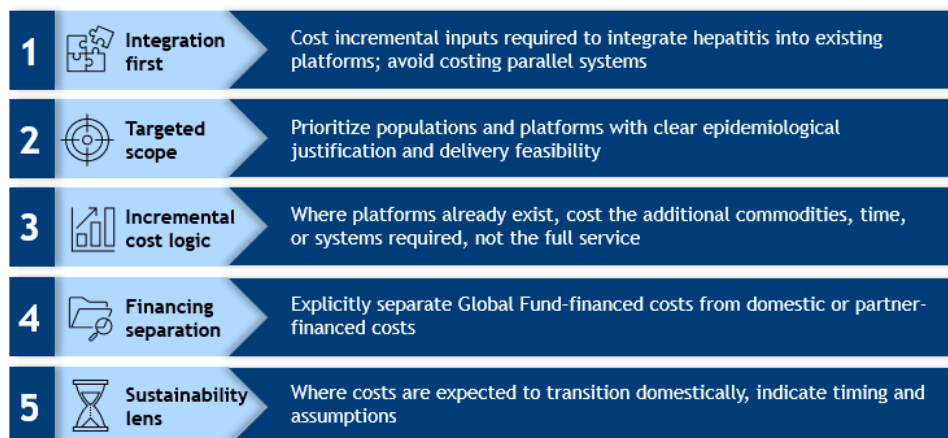 1
Integration
first
Cost incremental inputs required to integrate hepatitis into existing
platforms; avoid costing parallel systems
2
Targeted
scope
Prioritize populations and platforms with clear epidemiological
justification and delivery feasibility
3
Incremental
cost logic
Where platforms already exist, cost the additional commodities, time,
or systems required, not the full service
4
Financing
separation
Explicitly separate Global Fund-financed costs from domestic or partner-
financed costs
5
Sustainability
lens
Where costs are expected to transition domestically, indicate timing and
assumptions